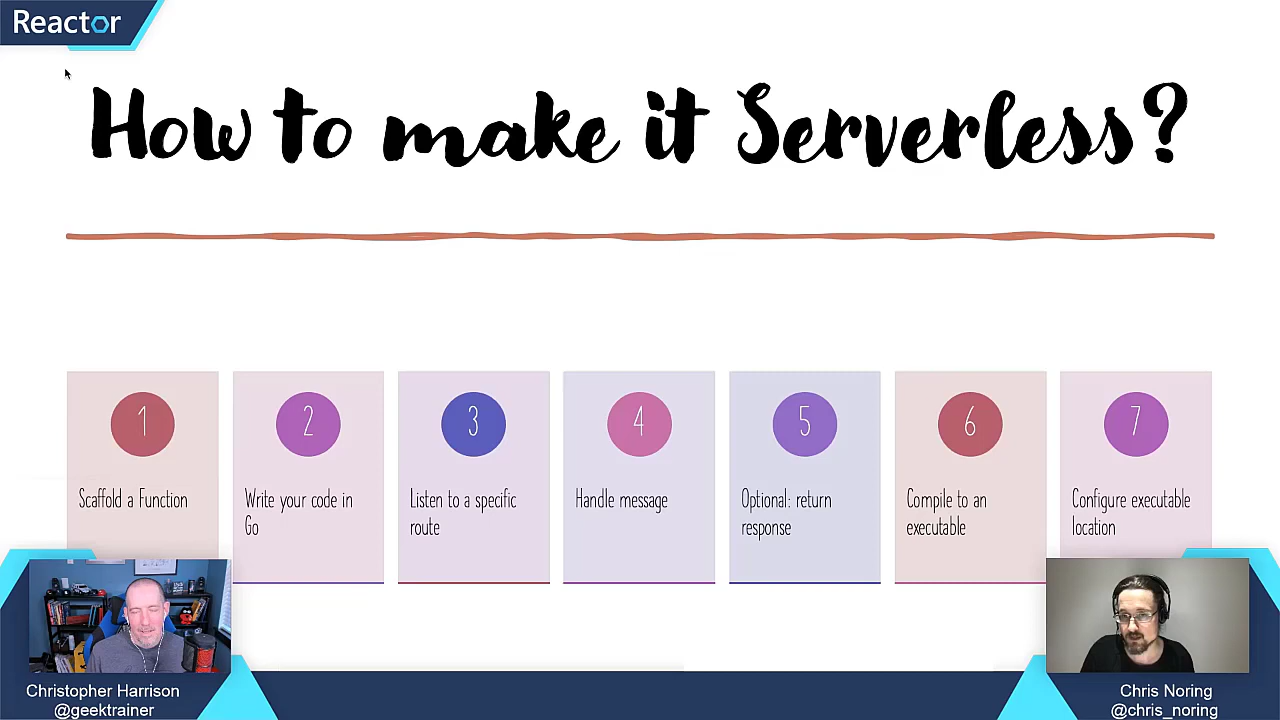 Reactor
How to make it Serverless?
1
Scaffold a Function
2
Write your code in
Go
3
Listen to a specific
route
4
Handle message
5
Optional: return
response
6
Compile to an
executable
7
Configure executable
location
Christopher Harrison
@geektrainer
Chris Noring
@chris_noring